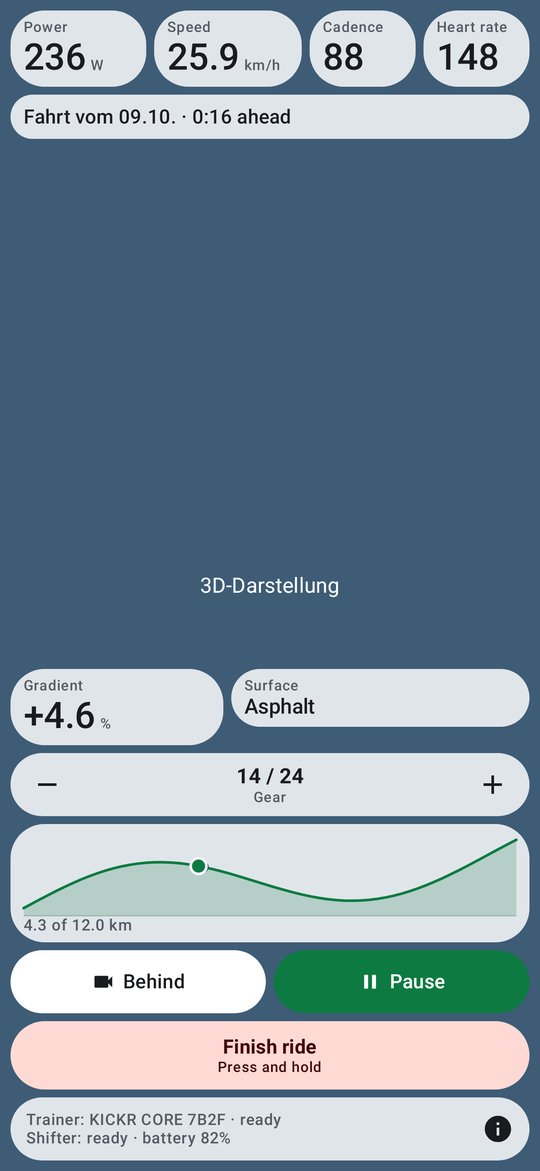 Power
236 W
Speed
25.9 km/h
Cadence
88
Heart rate
148
Fahrt vom 09.10. · 0:16 ahead
3D-Darstellung
Gradient
+4.6 %
Surface
Asphalt
− 14 / 24 +
Gear
4.3 of 12.0 km
Behind
Pause
Finish ride
Press and hold
Trainer: KICKR CORE 7B2F · ready
Shifter: ready · battery 82%